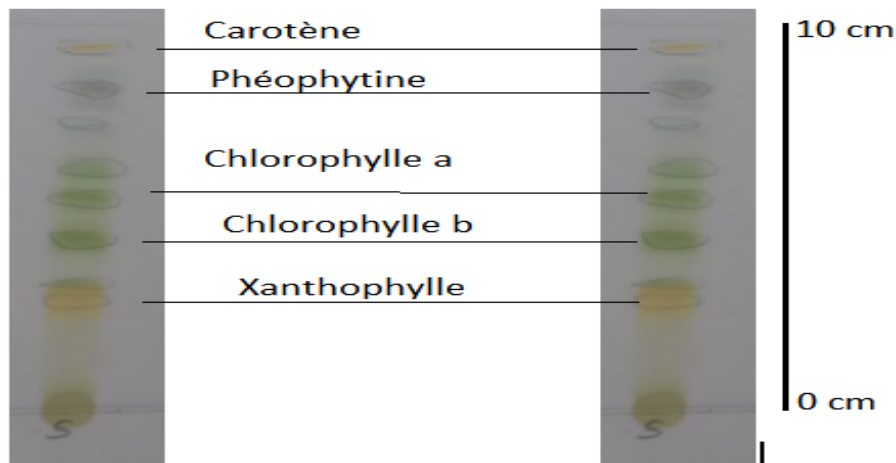 Carotène
10 cm
Phéophytine
Chlorophylle a
Chlorophylle b
Xanthophylle
0 cm
S
S